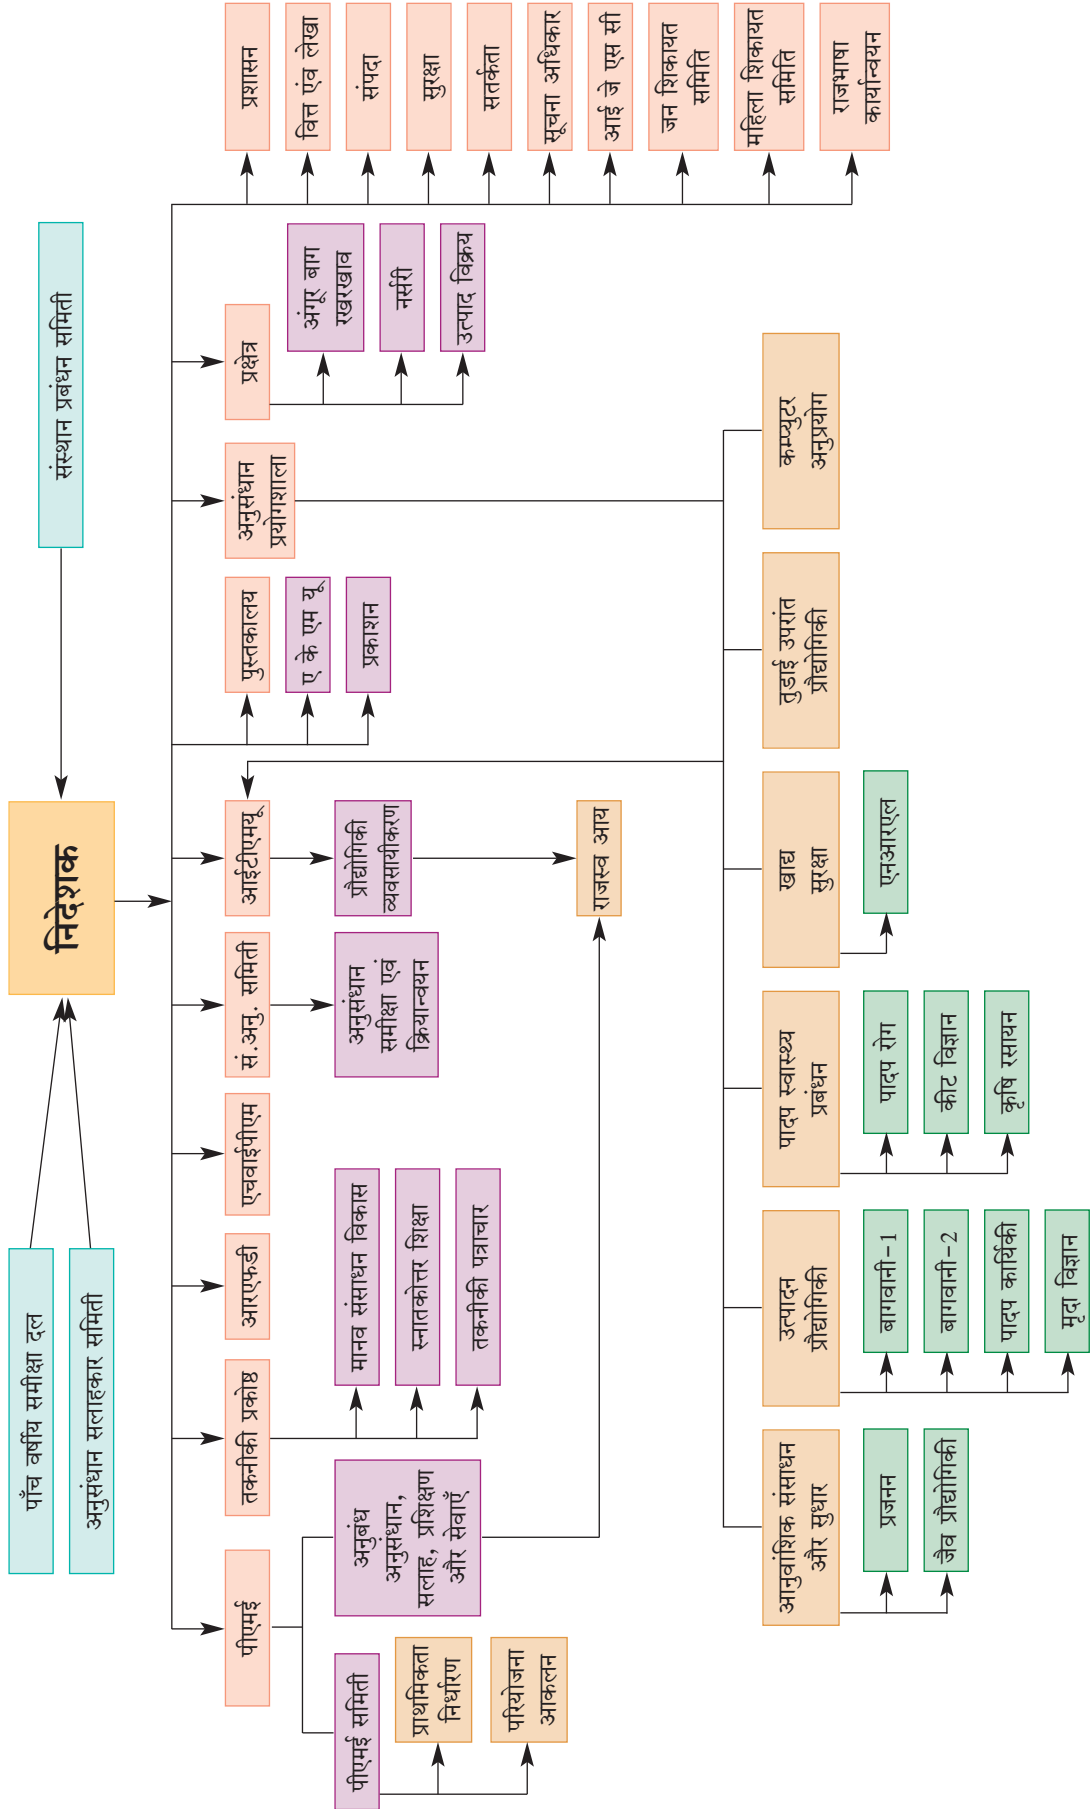 पाँच वर्षीय समीक्षा दल
अनुसंधान सलाहकार समिती
निदेशक
संस्थान प्रबंधन समिती
पीएमई
तकनीकी प्रकोष्ठ
आरएफडी
एचवाईपीएम
सं.अनु. समिती
आईटीएमयू
पुस्तकालय
ए के एम यू
प्रकाशन
अनुसंधान
प्रयोगशाला
प्रक्षेत्र
प्रशासन
वित्त एंव लेखा
संपदा
सुरक्षा
सतर्कता
सूचना अधिकार
आई जे एस सी
जन शिकायत
समिति
महिला शिकायत
समिति
राजभाषा
कार्यान्वयन
पीएमई समिती
प्राथमिकता
निर्धारण
परियोजना
आकलन
अनुबंध
अनुसंधान,
सलाह, प्रशिक्षण
और सेवाएँ
मानव संसाधन विकास
स्नातकोत्तर शिक्षा
तकनीकी पत्राचार
अनुसंधान
समीक्षा एवं
क्रियान्वयन
प्रौद्योगिकी
व्यवसायीकरण
राजस्व आय
अंगूर बाग
रखरखाव
नर्सरी
उत्पाद विक्रय
आनुवांशिक संसाधन
और सुधार
प्रजनन
जैव प्रौद्योगिकी
उत्पादन
प्रौद्योगिकी
बागवानी-1
बागवानी-2
पादप कार्यिकी
मृदा विज्ञान
पादप स्वास्थ्य
प्रबंधन
पादप रोग
कीट विज्ञान
कृषि रसायन
खाद्य
सुरक्षा
एनआरएल
तुडाई उपरांत
प्रौद्योगिकी
कम्प्युटर
अनुप्रयोग